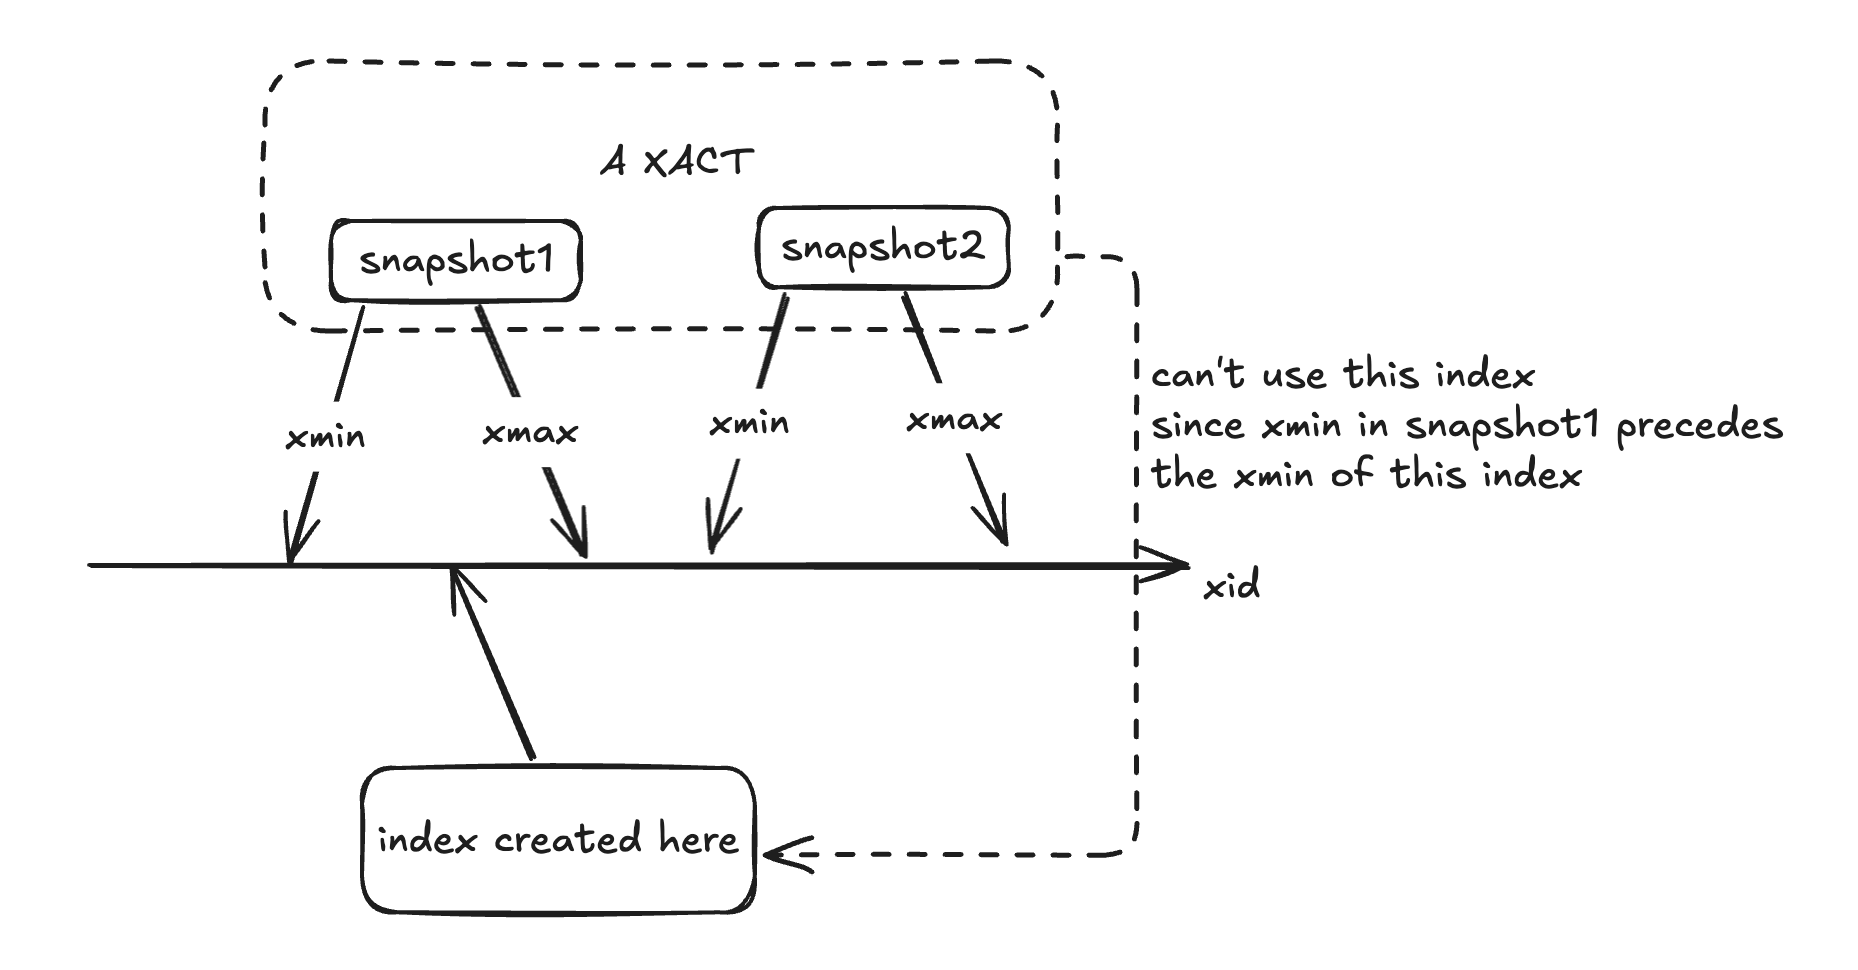 A XACT
snapshot1
snapshot2
xmin
xmax
xmin
xmax
can't use this index
since xmin in snapshot1 precedes
the xmin of this index
xid
index created here